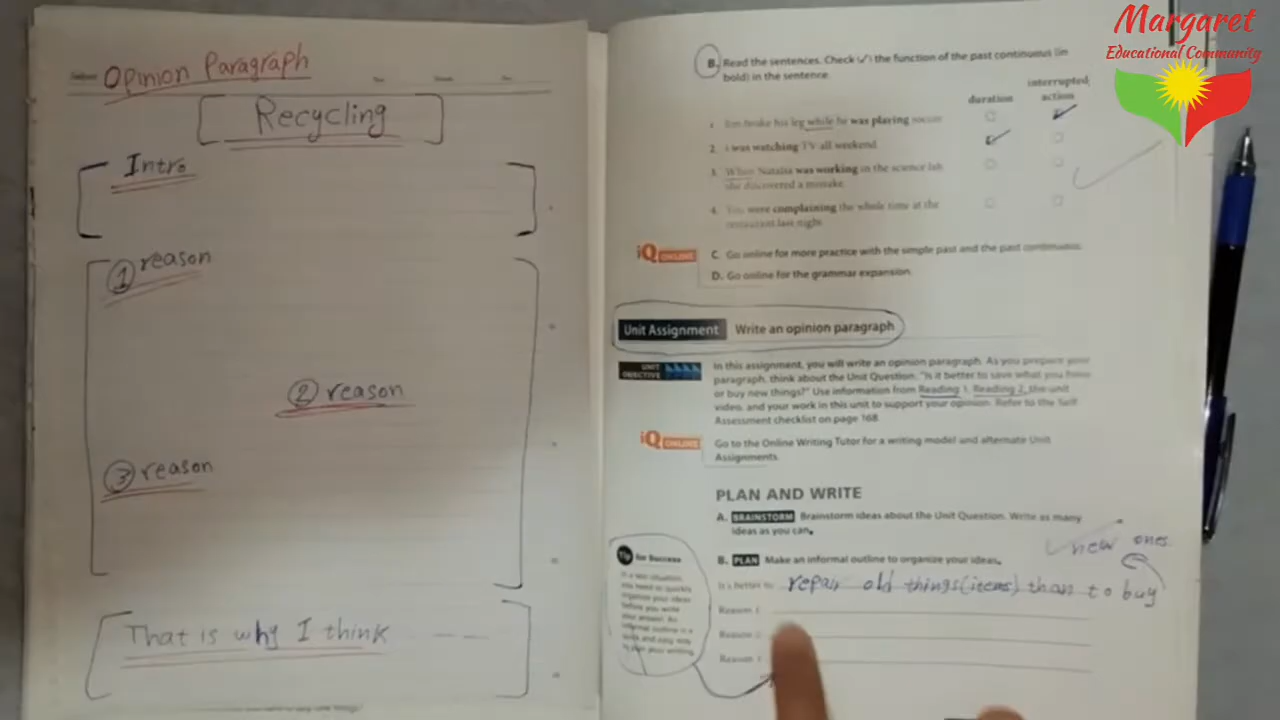 Margaret
Educational Community
Opinion Paragraph
Recycling
Intro
1 reason
2 reason
3 reason
That is why I think ----
B. Read the sentences. Check (✓) the function of the past continuous (in
bold) in the sentence.
duration
interrupted
action
1. his leg while he was playing soccer
2. I was watching TV all weekend.
3. When Natalia was working in the science lab
she discovered a mistake.
4. You were complaining the whole time at the
restaurant last night.
iQ ONLINE
C. Go online for more practice with the simple past and the past continuous.
D. Go online for the grammar expansion.
Unit Assignment Write an opinion paragraph
UNIT OBJECTIVE
In this assignment, you will write an opinion paragraph. As you prepare your
paragraph, think about the Unit Question, "Is it better to save what you have
or buy new things?" Use information from Reading 1, Reading 2, the unit
video, and your work in this unit to support your opinion. Refer to the Self-
Assessment checklist on page 168.
iQ ONLINE
Go to the Online Writing Tutor for a writing model and alternate Unit
Assignments.
PLAN AND WRITE
A. BRAINSTORM Brainstorm ideas about the Unit Question. Write as many
ideas as you can.
new ones.
B. PLAN Make an informal outline to organize your ideas.
It's better to repair old things(items) than to buy
Reason 1
Reason 2
Reason 3
Tip for Success